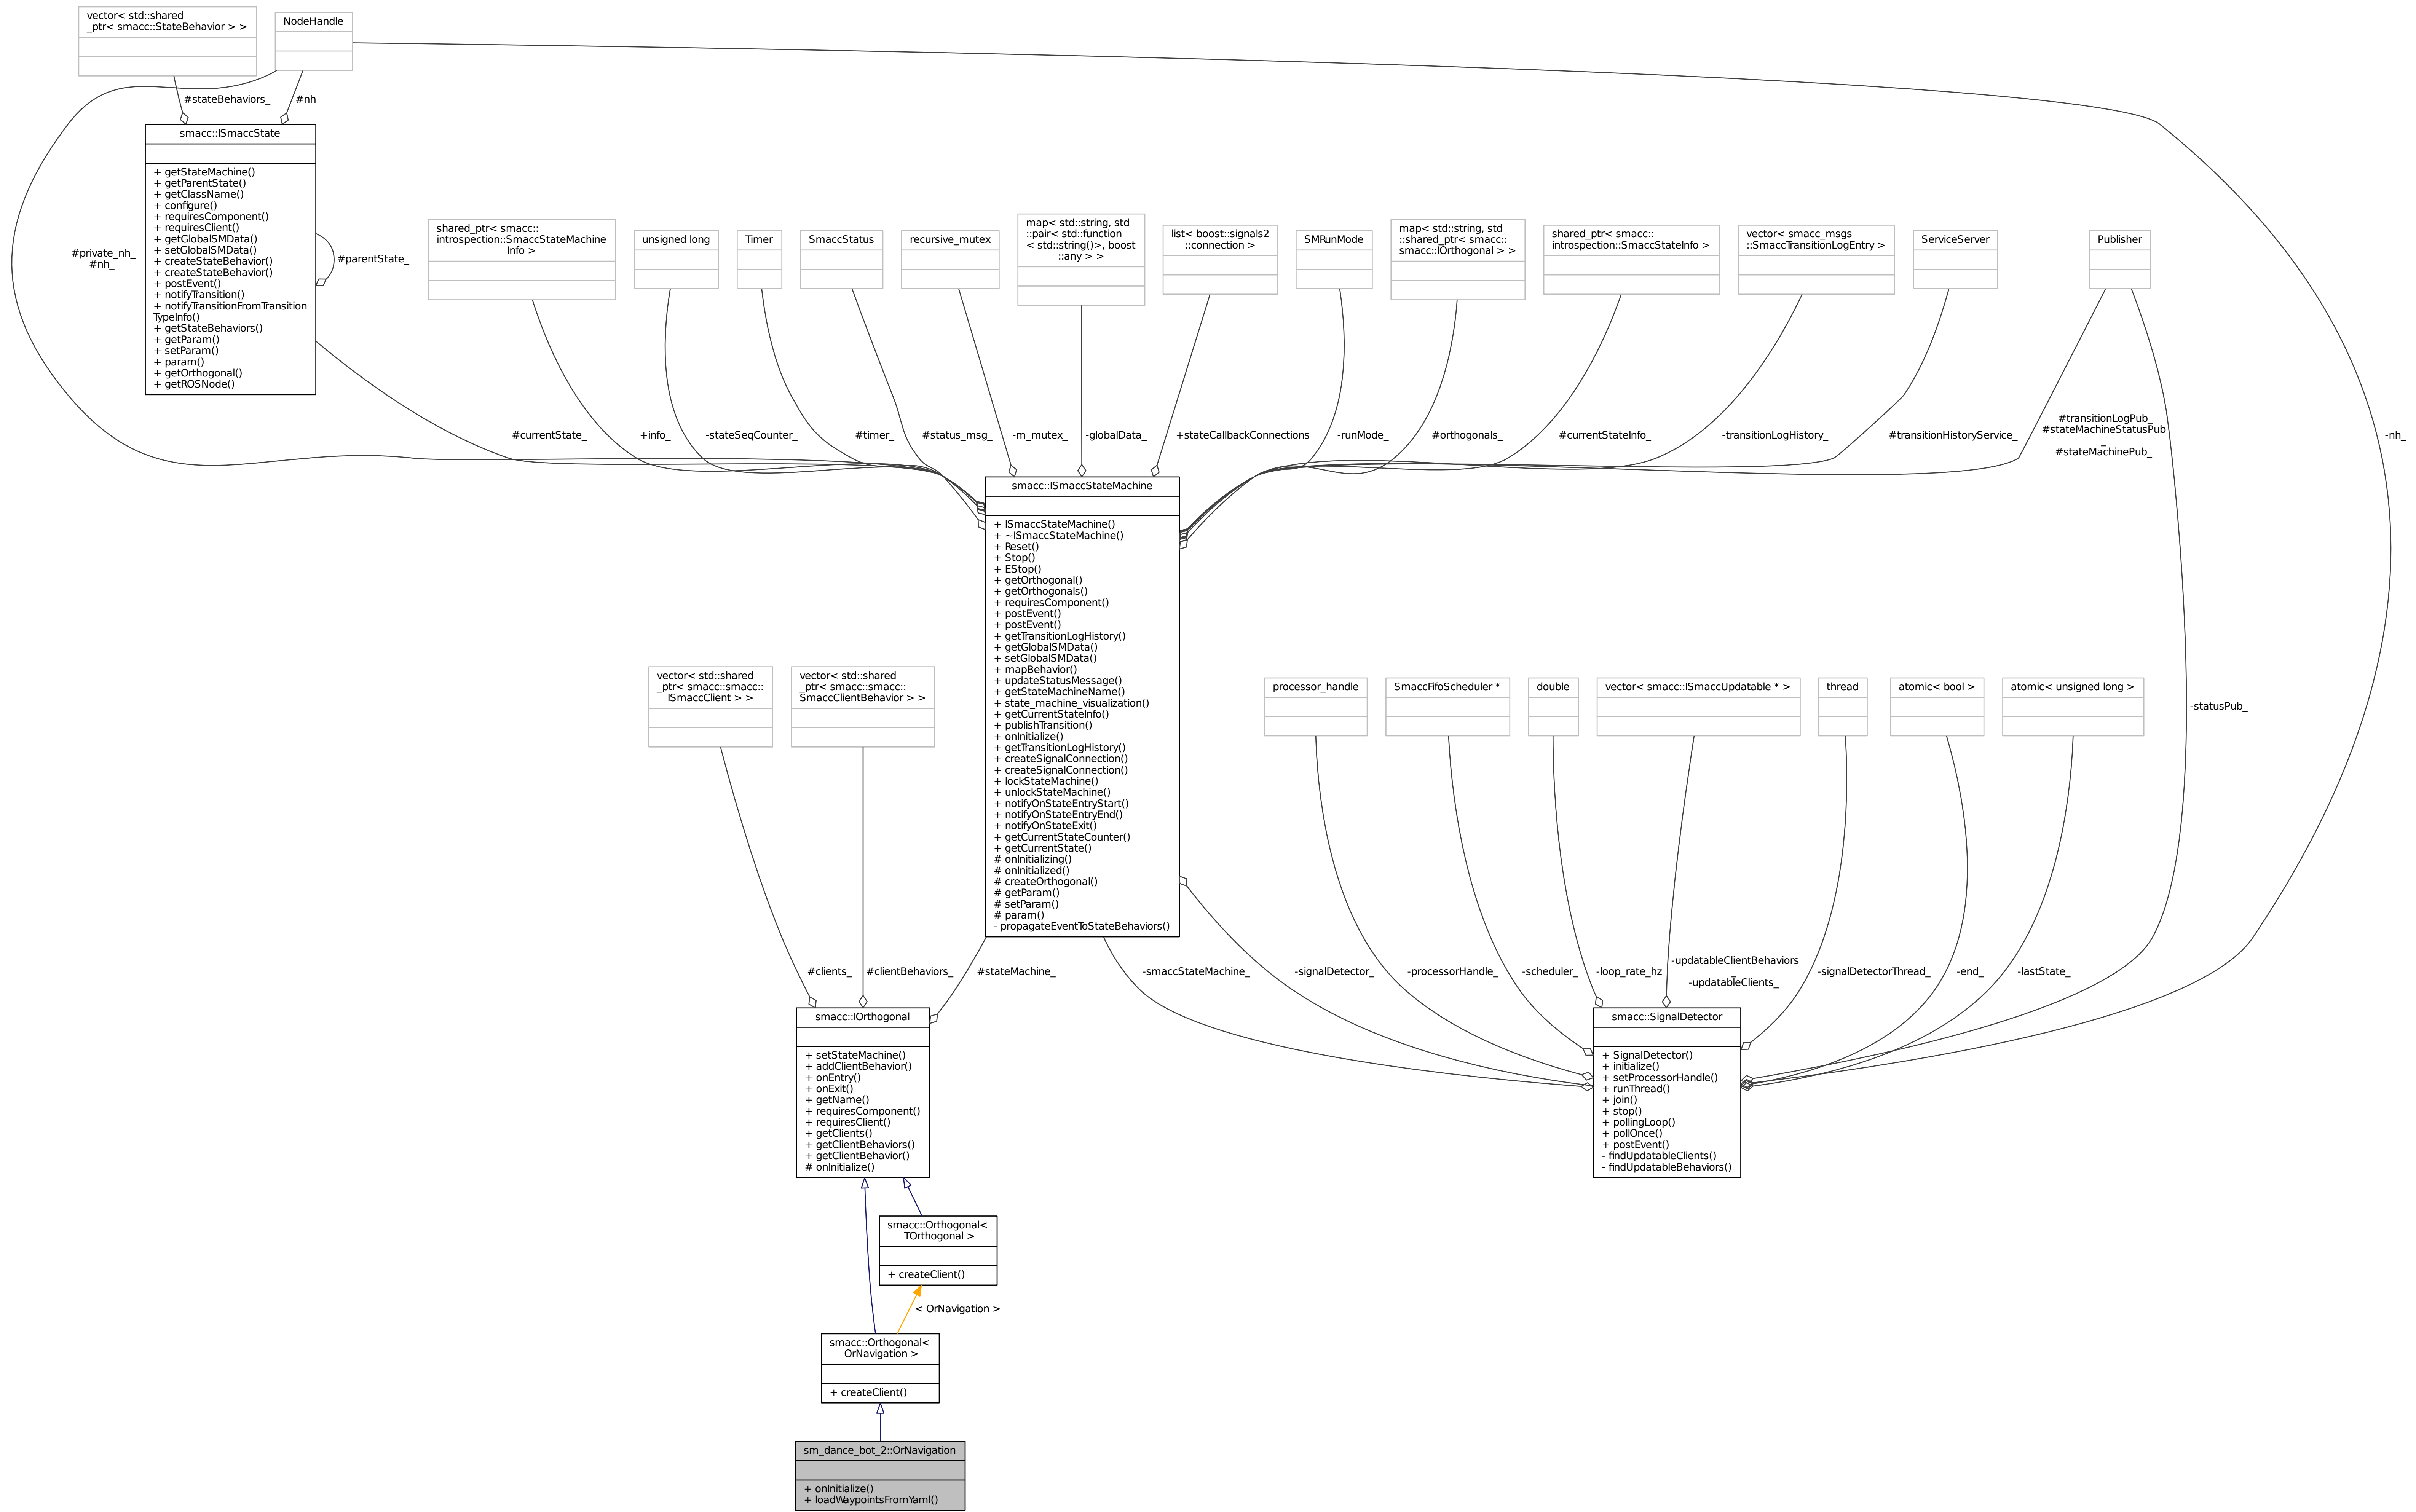 vector< std::shared
_ptr< smacc::StateBehavior > >
NodeHandle
#stateBehaviors_
#nh
smacc::ISmaccState
+ getStateMachine()
+ getParentState()
+ getClassName()
+ configure()
+ requiresComponent()
+ requiresClient()
+ getGlobalSMData()
+ setGlobalSMData()
+ createStateBehavior()
+ createStateBehavior()
+ postEvent()
+ notifyTransition()
+ notifyTransitionFromTransition
TypeInfo()
+ getStateBehaviors()
+ getParam()
+ setParam()
+ param()
+ getOrthogonal()
+ getROSNode()
#private_nh_
#nh_
#parentState_
shared_ptr< smacc::
introspection::SmaccStateMachine
Info >
unsigned long
Timer
SmaccStatus
recursive_mutex
map< std::string, std
::pair< std::function
< std::string()>, boost
::any > >
list< boost::signals2
::connection >
SMRunMode
map< std::string, std
::shared_ptr< smacc::
smacc::IOrthogonal > >
shared_ptr< smacc::
introspection::SmaccStateInfo >
vector< smacc_msgs
::SmaccTransitionLogEntry >
ServiceServer
Publisher
#currentState_
+info_
-stateSeqCounter_
#timer_
#status_msg_
-m_mutex_
-globalData_
+stateCallbackConnections
-runMode_
#orthogonals_
#currentStateInfo_
-transitionLogHistory_
#transitionHistoryService_
#transitionLogPub_
#stateMachineStatusPub
_
#stateMachinePub_
-nh_
smacc::ISmaccStateMachine
+ ISmaccStateMachine()
+ ~ISmaccStateMachine()
+ Reset()
+ Stop()
+ EStop()
+ getOrthogonal()
+ getOrthogonals()
+ requiresComponent()
+ postEvent()
+ postEvent()
+ getTransitionLogHistory()
+ getGlobalSMData()
+ setGlobalSMData()
+ mapBehavior()
+ updateStatusMessage()
+ getStateMachineName()
+ state_machine_visualization()
+ getCurrentStateInfo()
+ publishTransition()
+ onInitialize()
+ getTransitionLogHistory()
+ createSignalConnection()
+ createSignalConnection()
+ lockStateMachine()
+ unlockStateMachine()
+ notifyOnStateEntryStart()
+ notifyOnStateEntryEnd()
+ notifyOnStateExit()
+ getCurrentStateCounter()
+ getCurrentState()
# onInitializing()
# onInitialized()
# createOrthogonal()
# getParam()
# setParam()
# param()
- propagateEventToStateBehaviors()
vector< std::shared
_ptr< smacc::smacc::
ISmaccClient > >
vector< std::shared
_ptr< smacc::smacc::
SmaccClientBehavior > >
processor_handle
SmaccFifoScheduler *
double
vector< smacc::ISmaccUpdatable * >
thread
atomic< bool >
atomic< unsigned long >
-statusPub_
#clients_
#clientBehaviors_
#stateMachine_
-smaccStateMachine_
-signalDetector_
-processorHandle_
-scheduler_
-loop_rate_hz
-updatableClientBehaviors
_
-updatableClients_
-signalDetectorThread_
-end_
-lastState_
smacc::IOrthogonal
+ setStateMachine()
+ addClientBehavior()
+ onEntry()
+ onExit()
+ getName()
+ requiresComponent()
+ requiresClient()
+ getClients()
+ getClientBehaviors()
+ getClientBehavior()
# onInitialize()
smacc::SignalDetector
+ SignalDetector()
+ initialize()
+ setProcessorHandle()
+ runThread()
+ join()
+ stop()
+ pollingLoop()
+ pollOnce()
+ postEvent()
- findUpdatableClients()
- findUpdatableBehaviors()
smacc::Orthogonal<
TOrthogonal >
+ createClient()
< OrNavigation >
smacc::Orthogonal<
OrNavigation >
+ createClient()
sm_dance_bot_2::OrNavigation
+ onInitialize()
+ loadWaypointsFromYaml()